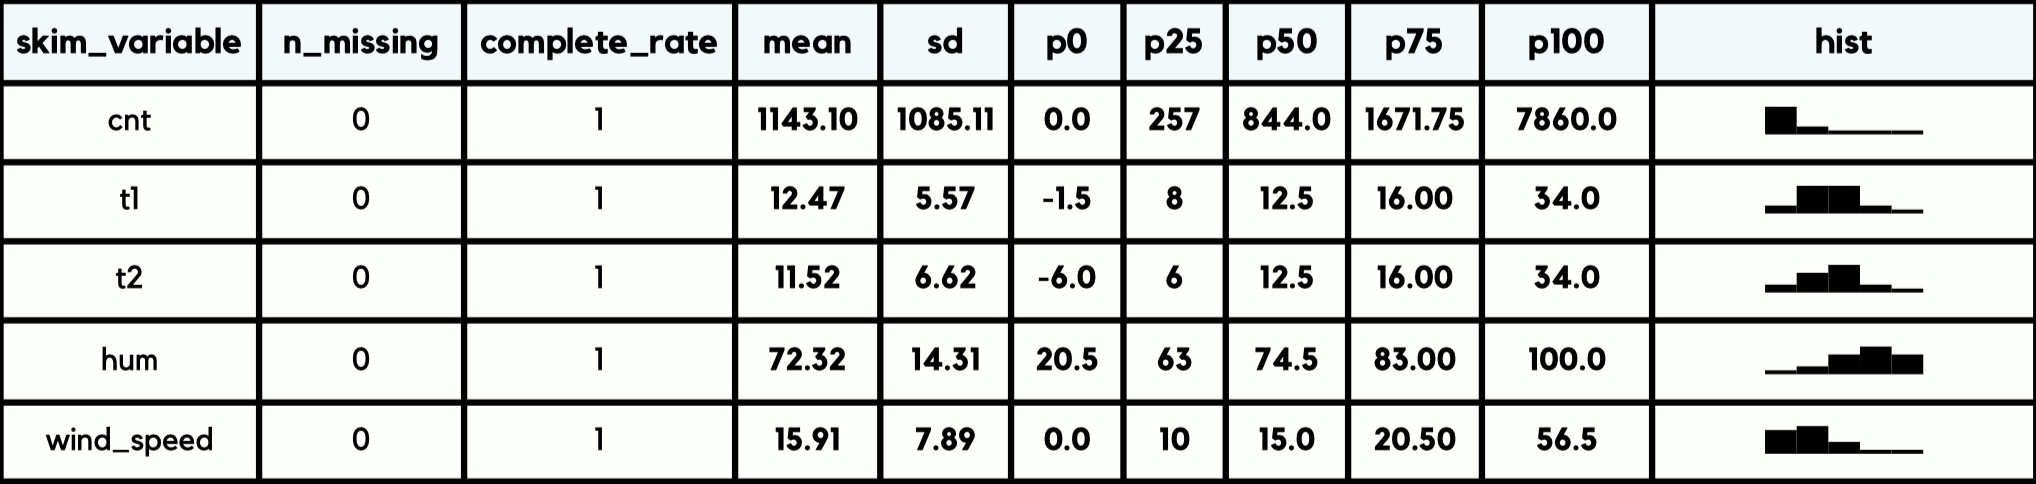 skim_variable n_missing complete_rate mean sd p0 p25 p50 p75 p100 hist
cnt 0 1 1143.10 1085.11 0.0 257 844.0 1671.75 7860.0
t1 0 1 12.47 5.57 -1.5 8 12.5 16.00 34.0
t2 0 1 11.52 6.62 -6.0 6 12.5 16.00 34.0
hum 0 1 72.32 14.31 20.5 63 74.5 83.00 100.0
wind_speed 0 1 15.91 7.89 0.0 10 15.0 20.50 56.5